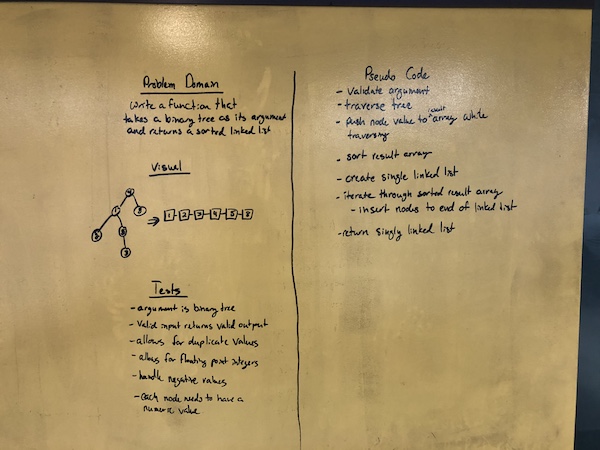 Problem Domain
Write a function that
takes a binary tree as its argument
and returns a sorted linked list
Visual
1 2 3 4 5 8
Tests
- argument is binary tree
- Valid input returns valid output
- allows for duplicate values
- allows for floating point integers
- handle negative values
- each node needs to have a
numeric value
Pseudo Code
- Validate argument
- traverse tree
- push node value to result array while
traversing
- sort result array
- create single linked list
- iterate through sorted result array
- insert nodes to end of linked list
- return singly linked list